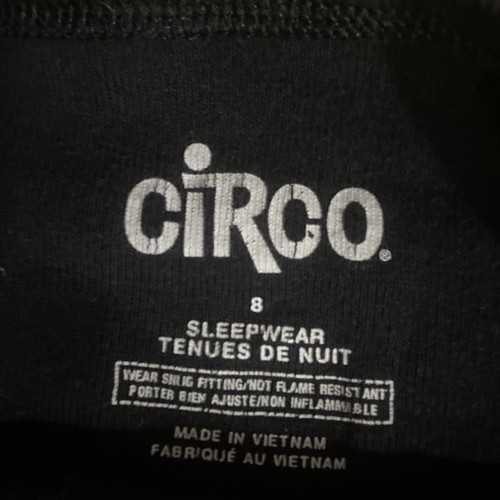 CiRCO®
8
SLEEPWEAR
TENUES DE NUIT
WEAR SNUG FITTING/NOT FLAME RESISTANT
PORTER BIEN AJUSTE/NON INFLAMMABLE
MADE IN VIETNAM
FABRIQUÉ AU VIETNAM